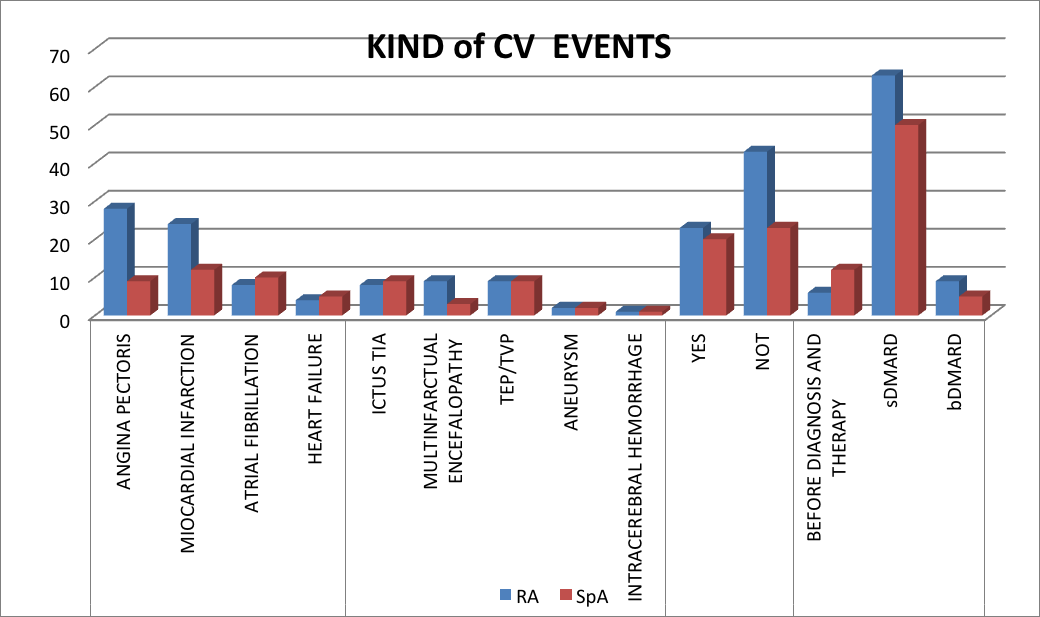 KIND of CV EVENTS
70
60
50
40
30
20
10
0
ANGINA PECTORIS
MIOCARDIAL INFARCTION
ATRIAL FIBRILLATION
HEART FAILURE
ICTUS TIA
MULTINFARCTUAL
ENCEFALOPATHY
TEP/TVP
ANEURYSM
INTRACEREBRAL HEMORRHAGE
YES
NOT
BEFORE DIAGNOSIS AND
THERAPY
sDMARD
bDMARD
RA
SpA